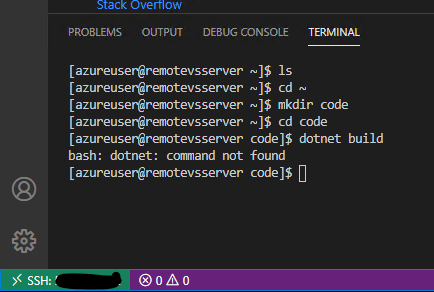 Stack Overflow
PROBLEMS OUTPUT DEBUG CONSOLE TERMINAL
[azureuser@remotevsserver ~]$ ls
[azureuser@remotevsserver ~]$ cd ~
[azureuser@remotevsserver ~]$ mkdir code
[azureuser@remotevsserver ~]$ cd code
[azureuser@remotevsserver code]$ dotnet build
bash: dotnet: command not found
[azureuser@remotevsserver code]$
SSH: 0 0